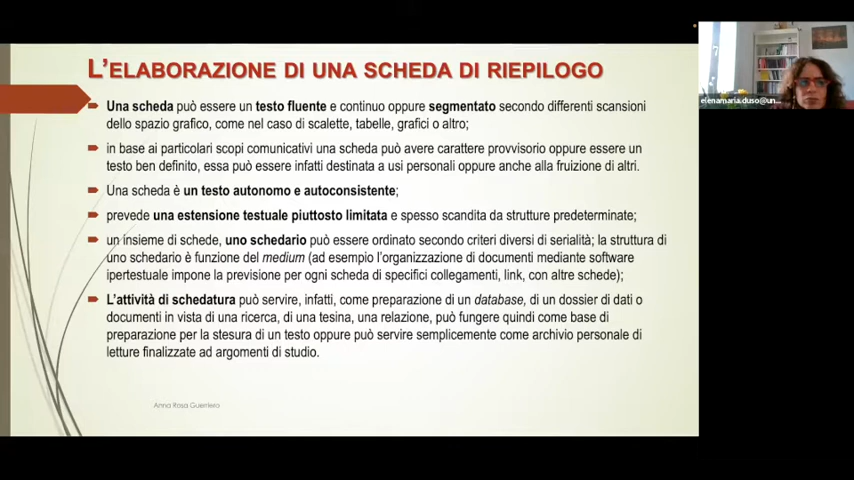 L'ELABORAZIONE DI UNA SCHEDA DI RIEPILOGO
Una scheda può essere un testo fluente e continuo oppure segmentato secondo differenti scansioni
dello spazio grafico, come nel caso di scalette, tabelle, grafici o altro;
in base ai particolari scopi comunicativi una scheda può avere carattere provvisorio oppure essere un
testo ben definito, essa può essere infatti destinata a usi personali oppure anche alla fruizione di altri.
Una scheda è un testo autonomo e autoconsistente;
prevede una estensione testuale piuttosto limitata e spesso scandita da strutture predeterminate;
un insieme di schede, uno schedario può essere ordinato secondo criteri diversi di serialità; la struttura di
uno schedario è funzione del medium (ad esempio l'organizzazione di documenti mediante software
ipertestuale impone la previsione per ogni scheda di specifici collegamenti, link, con altre schede);
L'attività di schedatura può servire, infatti, come preparazione di un database, di un dossier di dati o
documenti in vista di una ricerca, di una tesina, una relazione, può fungere quindi come base di
preparazione per la stesura di un testo oppure può servire semplicemente come archivio personale di
letture finalizzate ad argomenti di studio.
Anna Rosa Guerriero
elenamaria.duso@un...